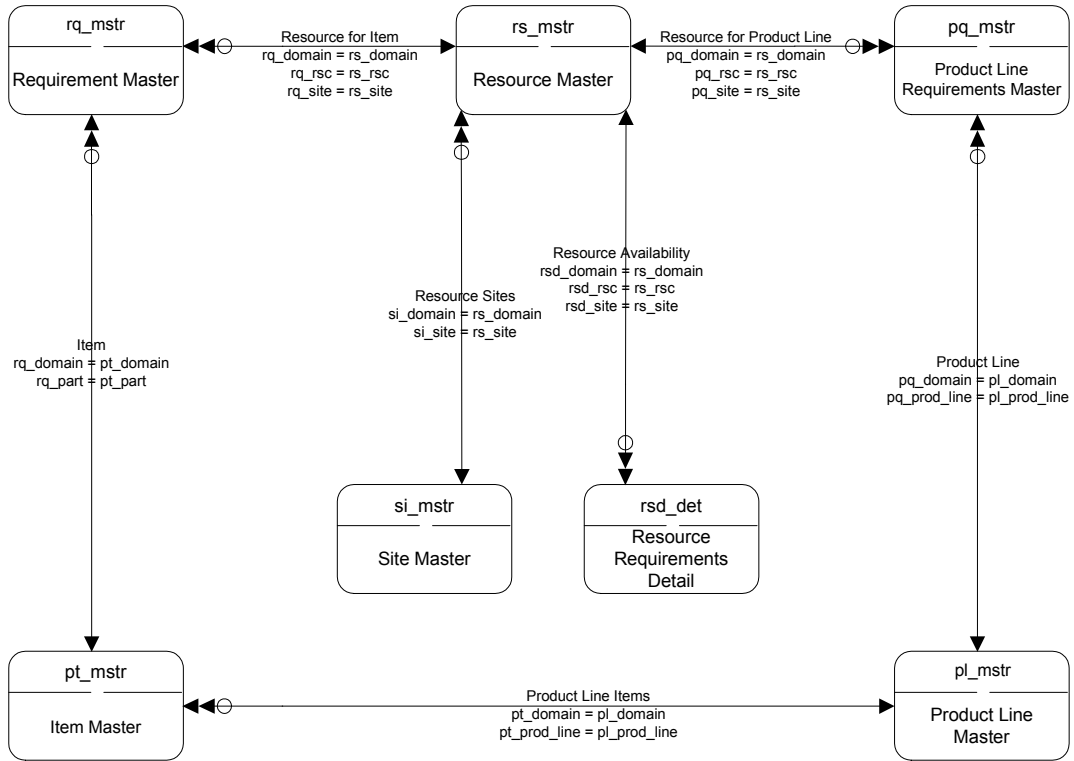 rq_mstr
Requirement Master
Resource for Item
rq_domain = rs_domain
rq_rsc = rs_rsc
rq_site = rs_site
rs_mstr
Resource Master
Resource for Product Line
pq_domain = rs_domain
pq_rsc = rs_rsc
pq_site = rs_site
pq_mstr
Product Line
Requirements Master
Item
rq_domain = pt_domain
rq_part = pt_part
Resource Sites
si_domain = rs_domain
si_site = rs_site
Resource Availability
rsd_domain = rs_domain
rsd_rsc = rs_rsc
rsd_site = rs_site
Product Line
pq_domain = pl_domain
pq_prod_line = pl_prod_line
si_mstr
Site Master
rsd_det
Resource
Requirements
Detail
pt_mstr
Item Master
Product Line Items
pt_domain = pl_domain
pt_prod_line = pl_prod_line
pl_mstr
Product Line
Master